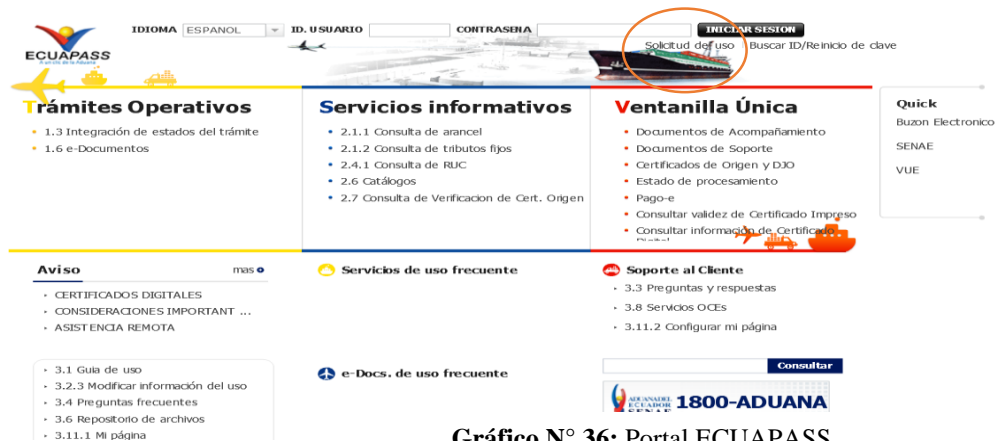 IDIOMA ESPANOL ID. USUARIO CONTRASENA INICIAR SESION
Solicitud de uso Buscar ID/Reinicio de clave
ECUAPASS
Trámites Operativos
1.3 Integración de estados del trámite
1.6 e-Documentos
Servicios informativos
2.1.1 Consulta de arancel
2.1.2 Consulta de tributos fijos
2.4.1 Consulta de RUC
2.6 Catálogos
2.7 Consulta de Verificacion de Cert. Origen
Ventanilla Única
Documentos de Acompañamiento
Documentos de Soporte
Certificados de Origen y DJO
Estado de procesamiento
Pago-e
Consultar validez de Certificado Impreso
Consultar información de Certificado
Digital
Quick
Buzon Electronico
SENAE
VUE
Aviso mas
CERTIFICADOS DIGITALES
CONSIDERACIONES IMPORTANT ...
ASISTENCIA REMOTA
Servicios de uso frecuente
Soporte al Cliente
3.3 Preguntas y respuestas
3.8 Servicios OCEs
3.11.2 Configurar mi página
3.1 Guia de uso
3.2.3 Modificar información del uso
3.4 Preguntas frecuentes
3.6 Repositorio de archivos
3.11.1 Mi página
e-Docs. de uso frecuente
Consultar
ADUANA DEL
ECUADOR
SENAE
1800-ADUANA
Gráfico N° 36: Portal ECUAPASS